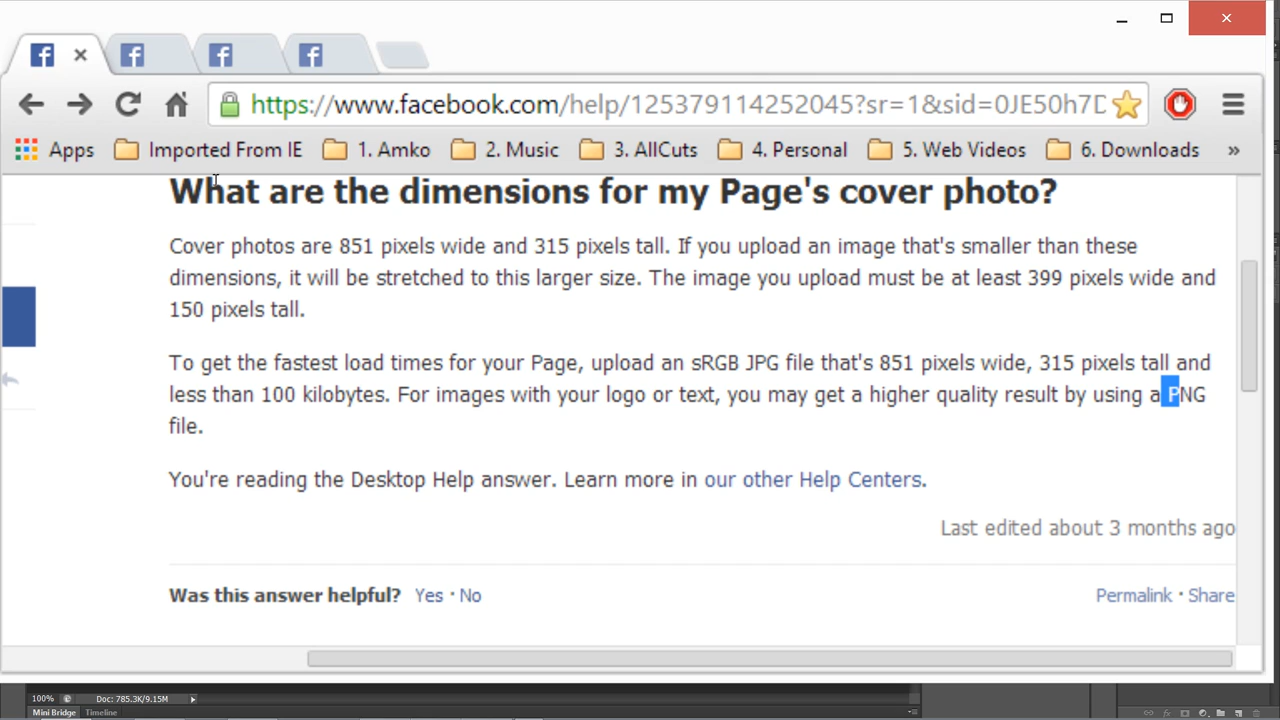 https://www.facebook.com/help/125379114252045?sr=1&sid=0JE50h7D
Apps Imported From IE 1. Amko 2. Music 3. AllCuts 4. Personal 5. Web Videos 6. Downloads »
What are the dimensions for my Page's cover photo?
Cover photos are 851 pixels wide and 315 pixels tall. If you upload an image that's smaller than these
dimensions, it will be stretched to this larger size. The image you upload must be at least 399 pixels wide and
150 pixels tall.
To get the fastest load times for your Page, upload an sRGB JPG file that's 851 pixels wide, 315 pixels tall and
less than 100 kilobytes. For images with your logo or text, you may get a higher quality result by using a PNG
file.
You're reading the Desktop Help answer. Learn more in our other Help Centers.
Last edited about 3 months ago
Was this answer helpful? Yes · No
Permalink · Share
100% Doc: 785.3K/9.15M
Mini Bridge Timeline